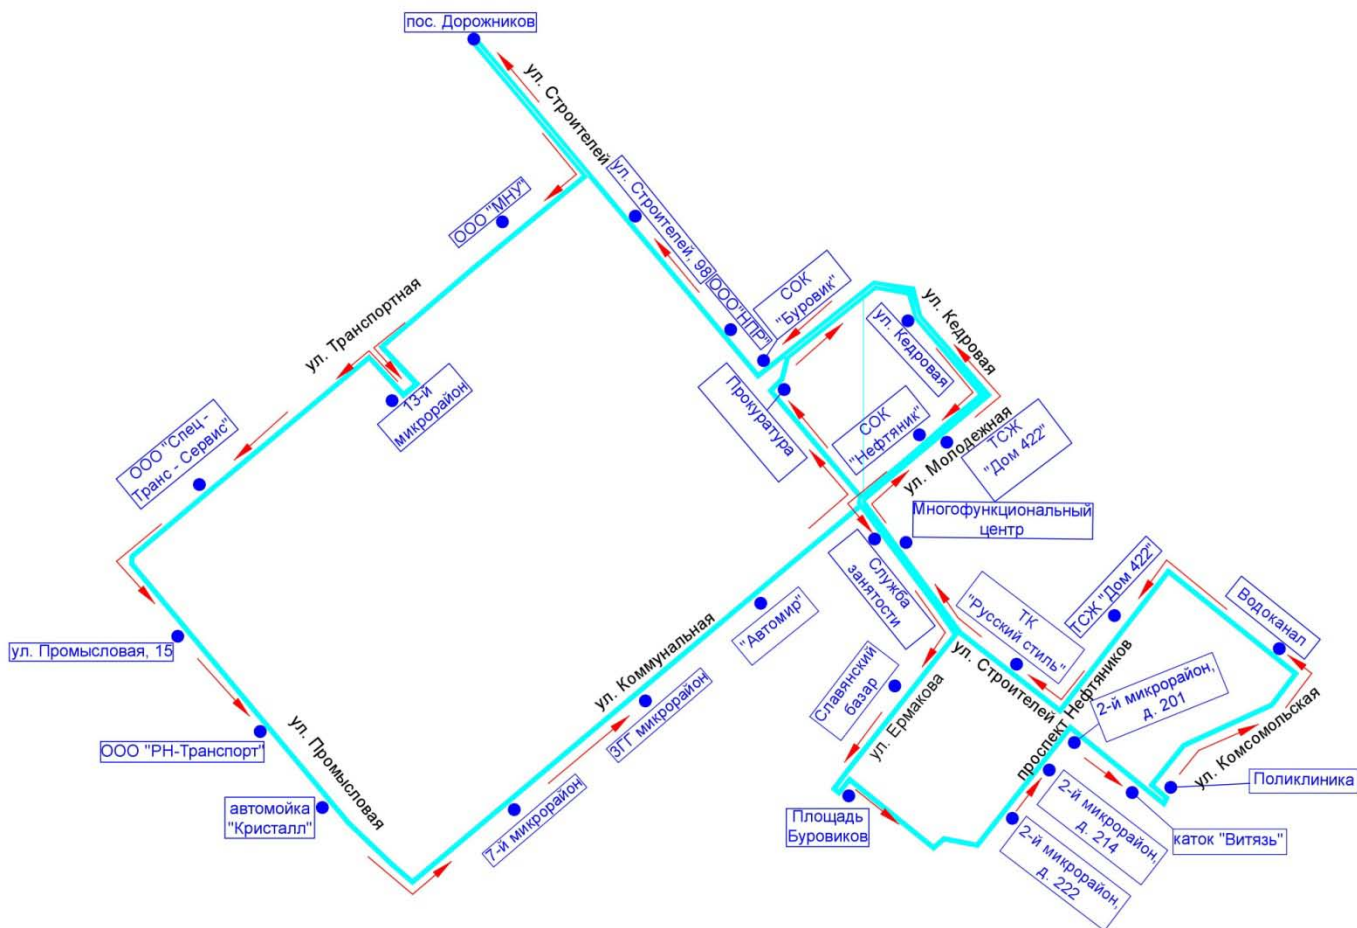 пос. Дорожников
ул. Строителей
ул. Строителей, 98
ООО "МНУ"
ООО"НПР"
СОК
"Буровик"
ул. Кедровая
ул. Кедровая
ул. Транспортная
13-й
микрорайон
Прокуратура
СОК
"Нефтяник"
ул. Молодежная
ТСЖ
"Дом 422"
ООО "Спец -
Транс - Сервис"
Многофункциональный
центр
Служба
занятости
ТК
"Русский стиль"
ТСЖ "Дом 422"
Водоканал
"Автомир"
ул. Промысловая, 15
ул. Коммунальная
3ГГ микрорайон
Славянский
базар
ул. Ермакова
ул. Строителей
проспект Нефтяников
2-й микрорайон,
д. 201
ул. Комсомольская
ООО "РН-Транспорт"
ул. Промысловая
автомойка
"Кристалл"
7-й микрорайон
Площадь
Буровиков
2-й микрорайон,
д. 214
2-й микрорайон,
д. 222
Поликлиника
каток "Витязь"